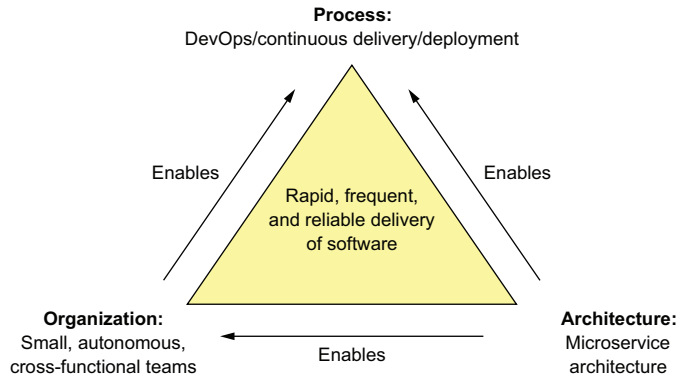 Process:
DevOps/continuous delivery/deployment
Enables
Enables
Rapid, frequent,
and reliable delivery
of software
Organization:
Small, autonomous,
cross-functional teams
Enables
Architecture:
Microservice
architecture